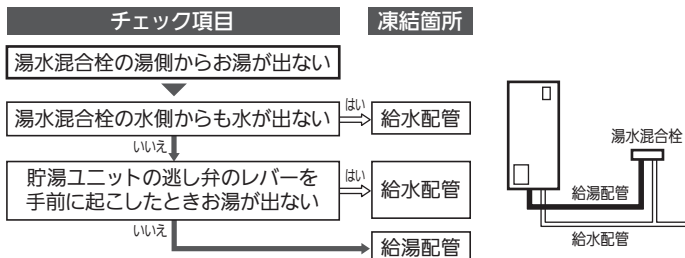 チェック項目
凍結箇所
湯水混合栓の湯側からお湯が出ない
湯水混合栓の水側からも水が出ない
はい
給水配管
いいえ
貯湯ユニットの逃し弁のレバーを
手前に起こしたときお湯が出ない
はい
給水配管
いいえ
給湯配管
湯水混合栓
給湯配管
給水配管